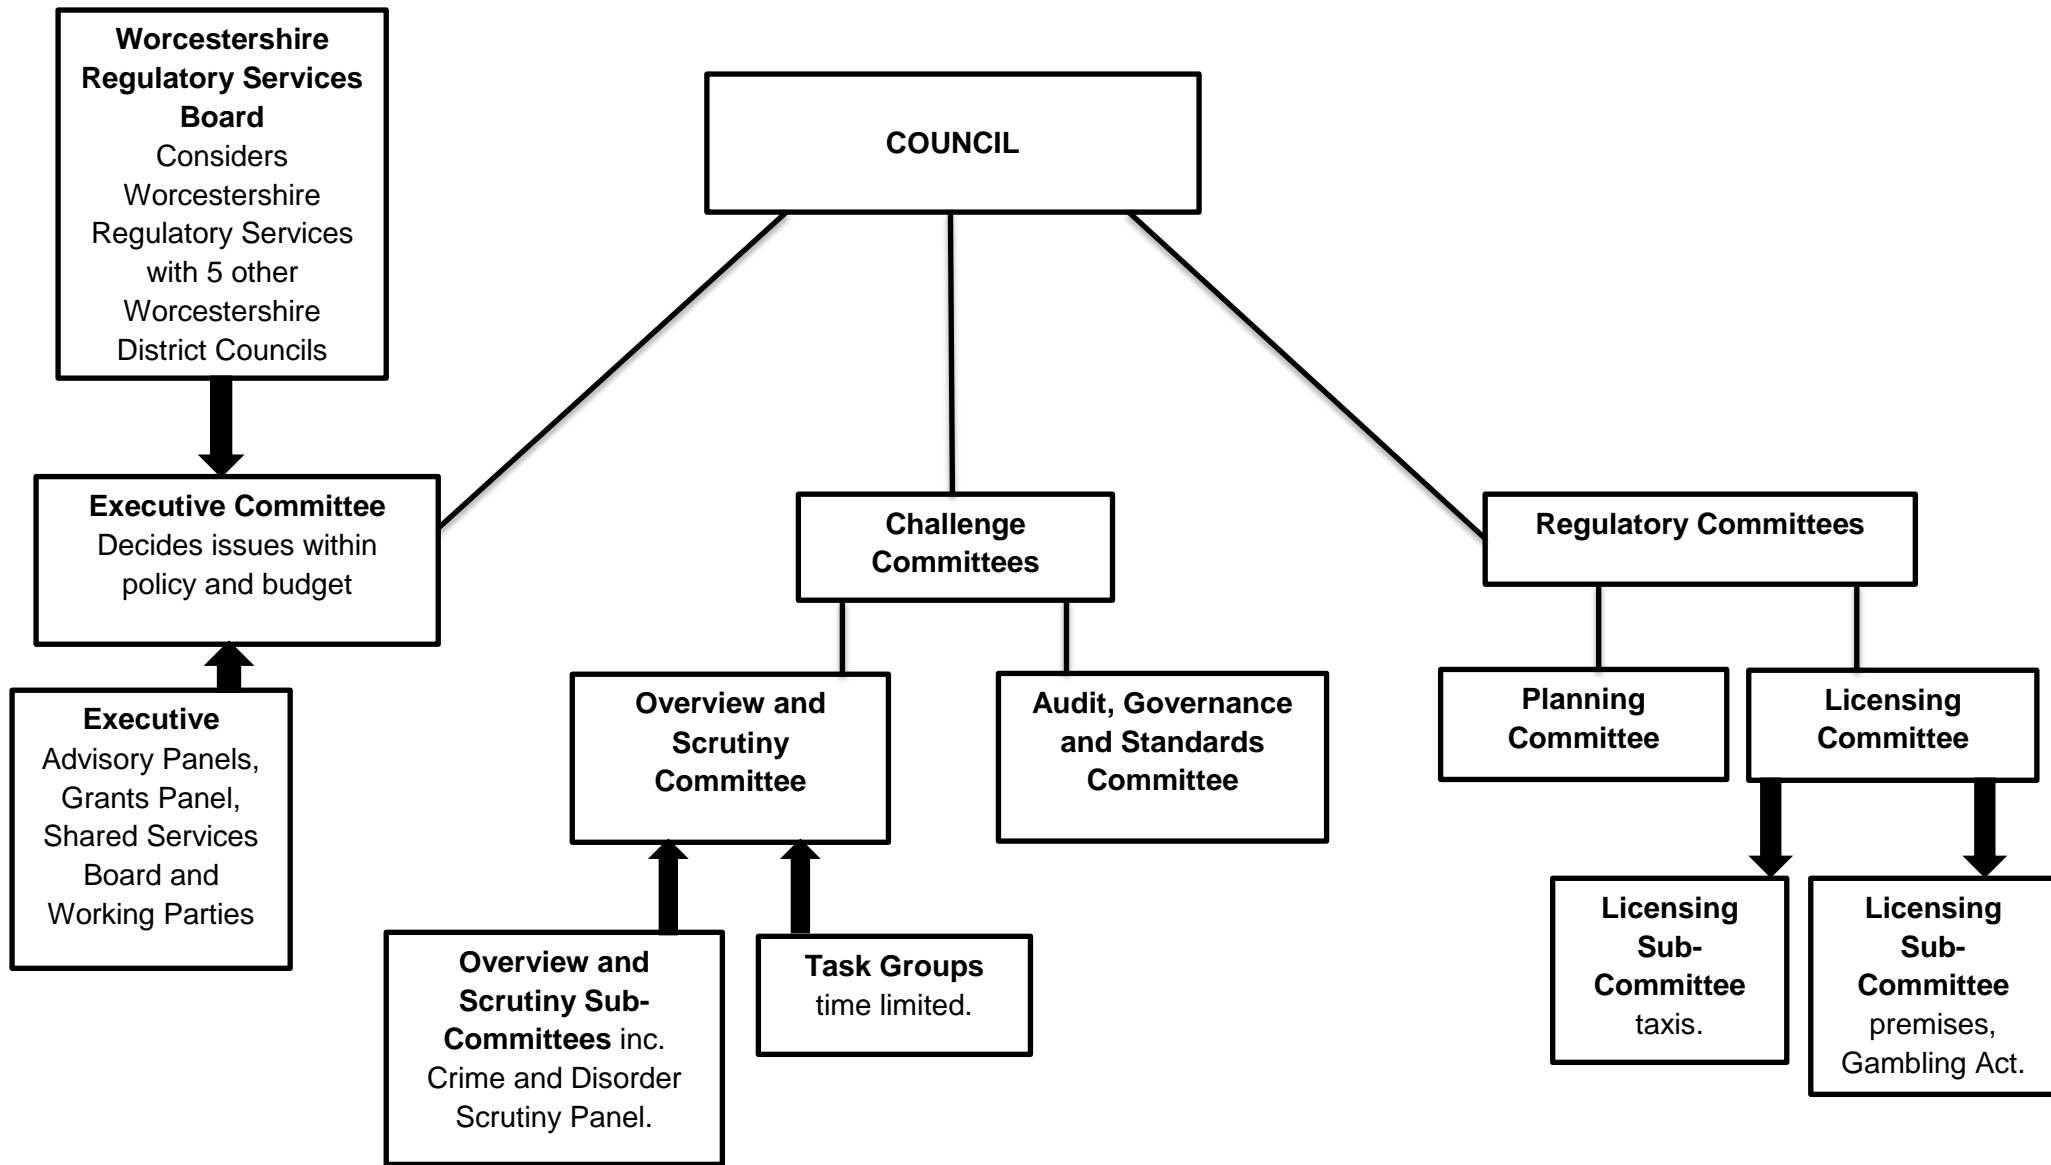 Worcestershire
Regulatory Services
Board
Considers
Worcestershire
Regulatory Services
with 5 other
Worcestershire
District Councils
COUNCIL
Executive Committee
Decides issues within
policy and budget
Challenge
Committees
Regulatory Committees
Executive
Advisory Panels,
Grants Panel,
Shared Services
Board and
Working Parties
Overview and
Scrutiny
Committee
Audit, Governance
and Standards
Committee
Planning
Committee
Licensing
Committee
Overview and
Scrutiny Sub-
Committees inc.
Crime and Disorder
Scrutiny Panel.
Task Groups
time limited.
Licensing
Sub-
Committee
taxis.
Licensing
Sub-
Committee
premises,
Gambling Act.